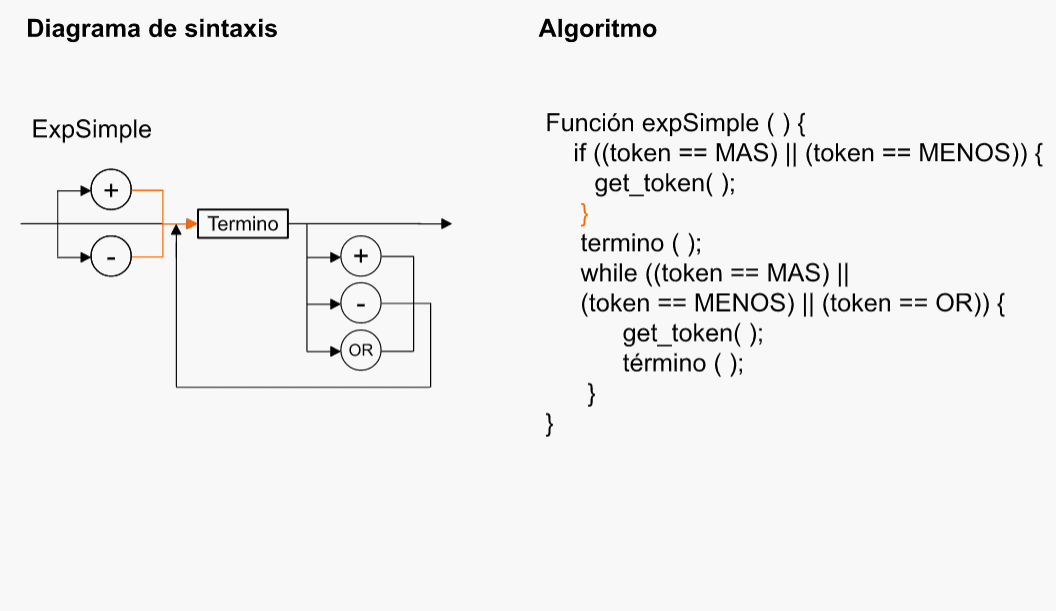 Diagrama de sintaxis
Algoritmo
ExpSimple
+
-
Termino
+
-
OR
Función expSimple ( ) {
if ((token == MAS) || (token == MENOS)) {
get_token( );
}
termino ( );
while ((token == MAS) ||
(token == MENOS) || (token == OR)) {
get_token( );
término ( );
}
}